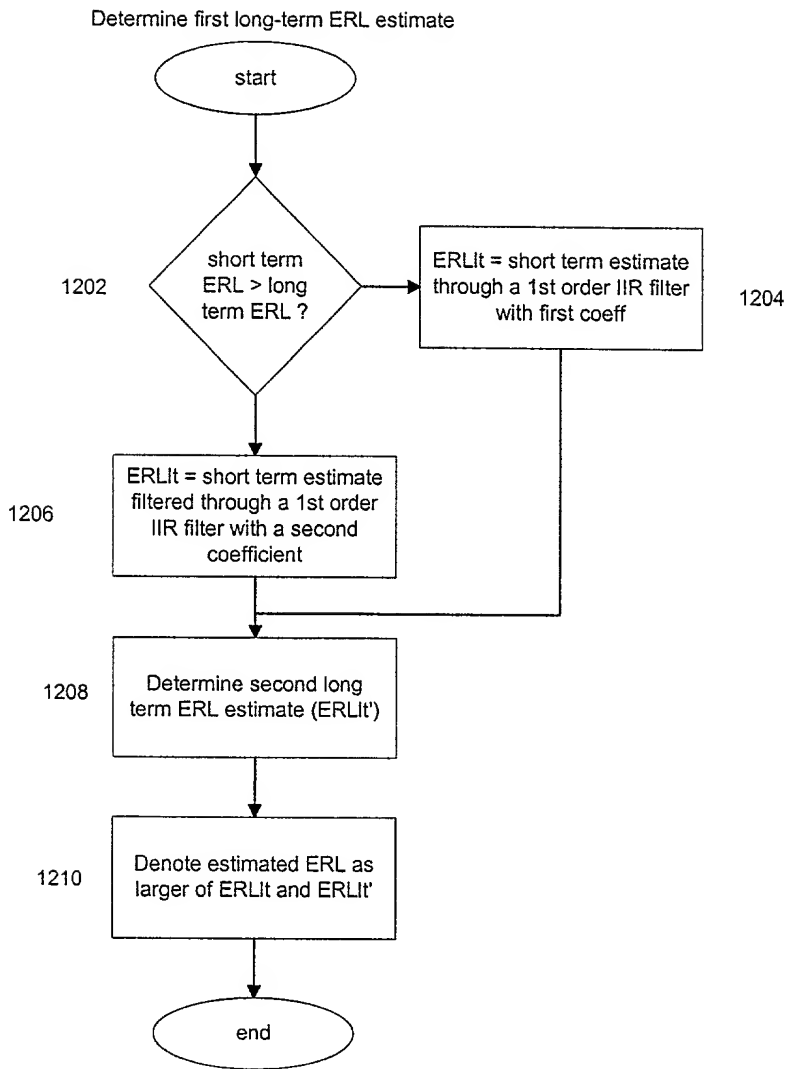 Determine first long-term ERL estimate
start
1202
short term
ERL > long
term ERL ?
ERLlt = short term estimate
through a 1st order IIR filter
with first coeff
1204
1206
ERLlt = short term estimate
filtered through a 1st order
IIR filter with a second
coefficient
1208
Determine second long
term ERL estimate (ERLlt')
1210
Denote estimated ERL as
larger of ERLlt and ERLlt'
end